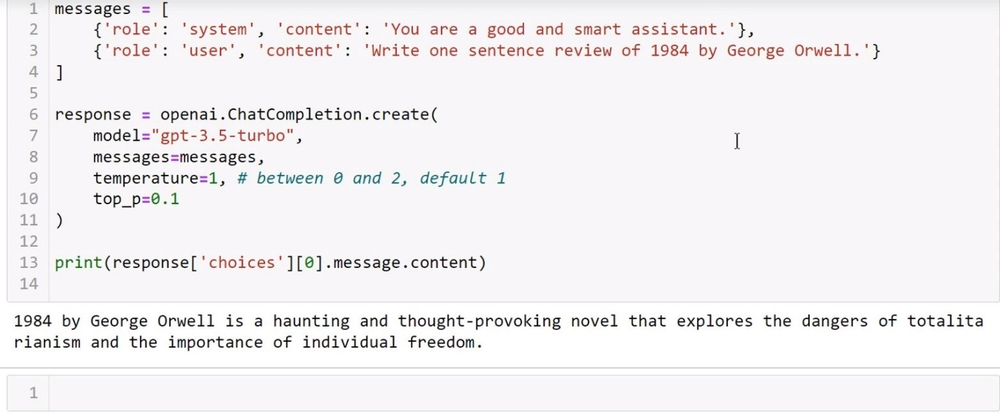 1 messages = [
2     {'role': 'system', 'content': 'You are a good and smart assistant.'},
3     {'role': 'user', 'content': 'Write one sentence review of 1984 by George Orwell.'}
4 ]
5
6 response = openai.ChatCompletion.create(
7     model="gpt-3.5-turbo",
8     messages=messages,
9     temperature=1, # between 0 and 2, default 1
10     top_p=0.1
11 )
12
13 print(response['choices'][0].message.content)
14
1984 by George Orwell is a haunting and thought-provoking novel that explores the dangers of totalita
rianism and the importance of individual freedom.
1